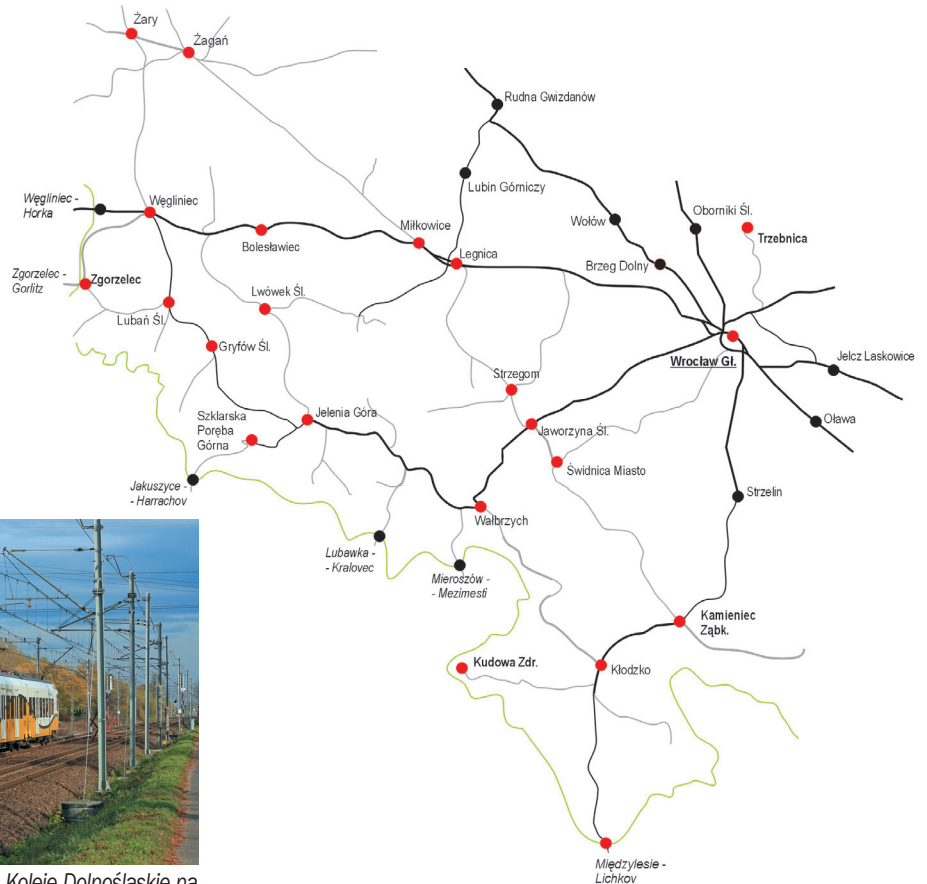 Żary
Żagań
Rudna Gwizdanów
Lubin Górniczy
Węgliniec -
Horka
Węgliniec
Bolesławiec
Miłkowice
Legnica
Wołów
Oborniki Śl.
Trzebnica
Brzeg Dolny
Zgorzelec -
Gorlitz
Zgorzelec
Lubań Śl.
Lwówek Śl.
Gryfów Śl.
Wrocław Gł.
Jelcz Laskowice
Strzegom
Szklarska
Poręba
Górna
Jelenia Góra
Jaworzyna Śl.
Oława
Świdnica Miasto
Jakuszyce -
- Harrachov
Strzelin
Wałbrzych
Lubawka -
- Kralovec
Mieroszów -
- Mezimesti
Kamieniec
Ząbk.
Kudowa Zdr.
Kłodzko
Międzylesie -
Lichkov
Koleje Dolnośląskie na